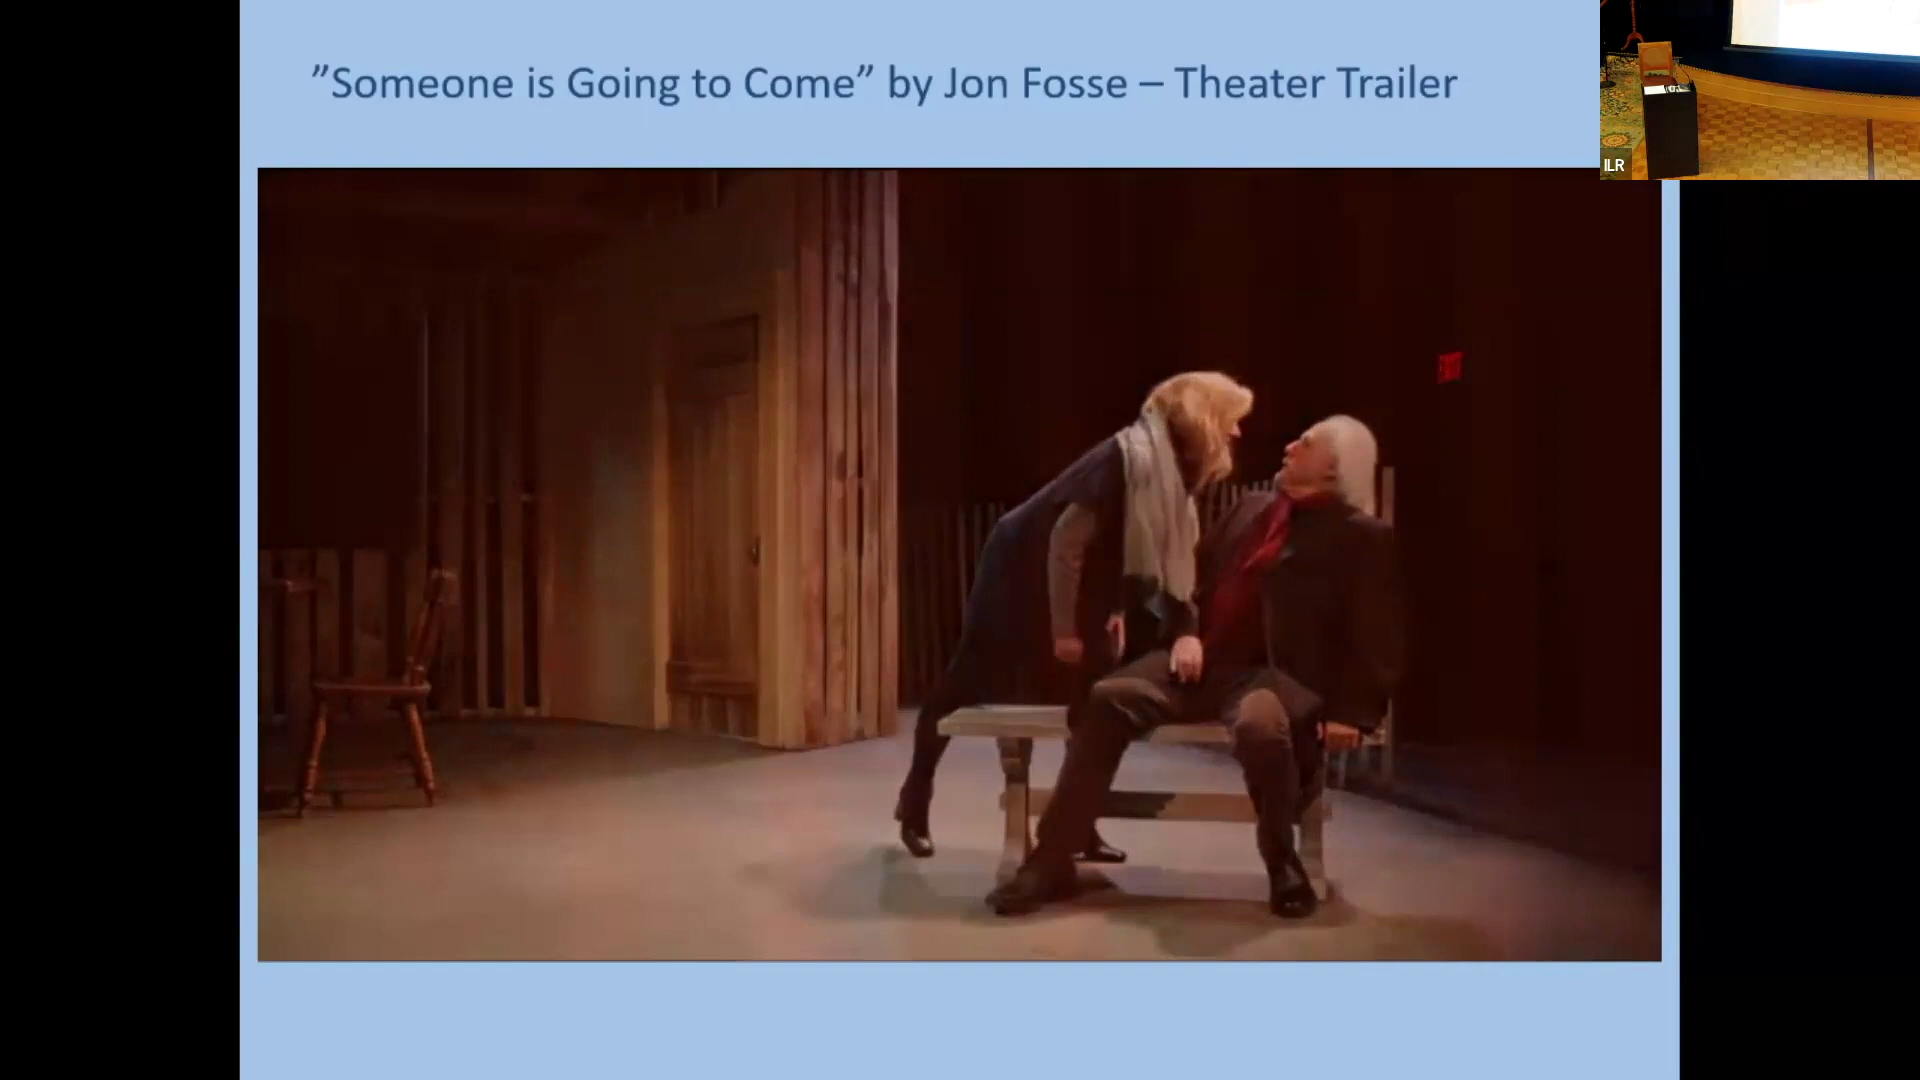 ”Someone is Going to Come” by Jon Fosse – Theater Trailer
ILR